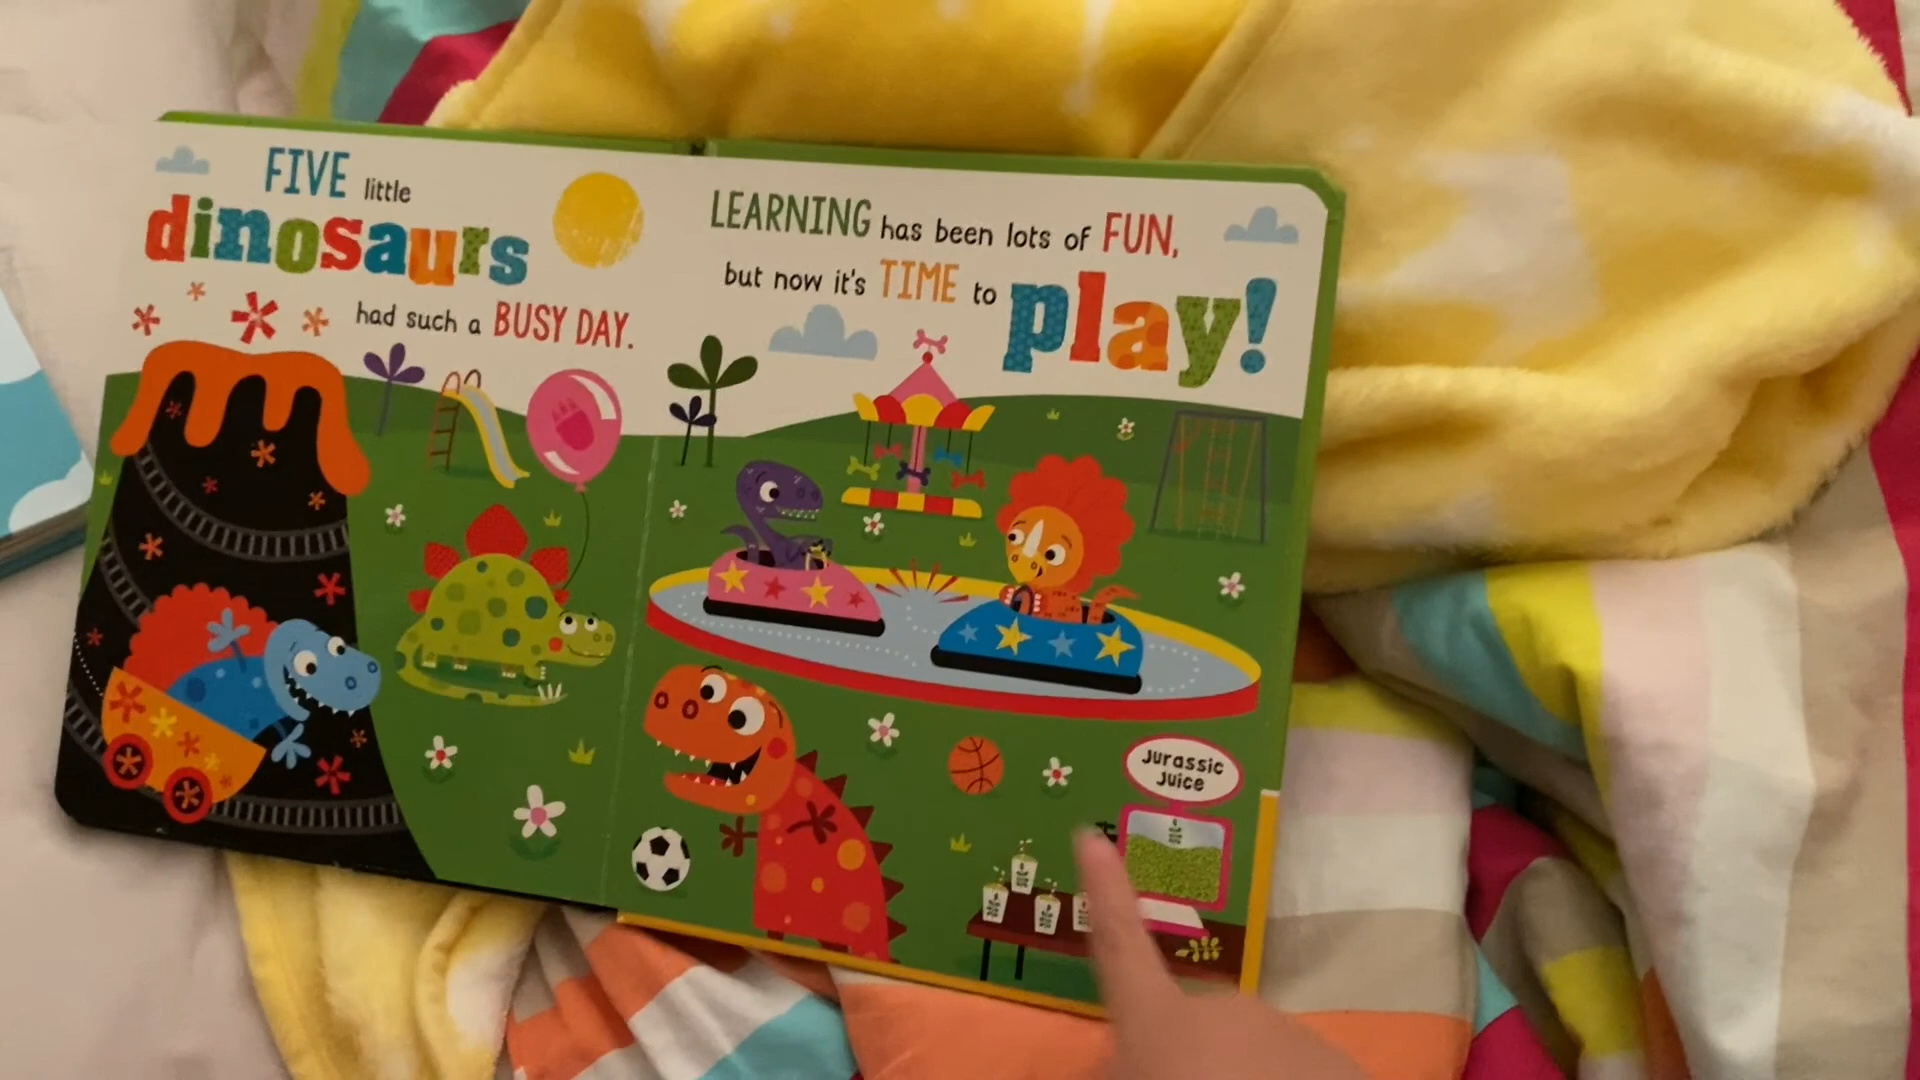 FIVE little
dinosaurs
had such a BUSY DAY.
LEARNING has been lots of FUN,
but now it's TIME to
play!
Jurassic
Juice